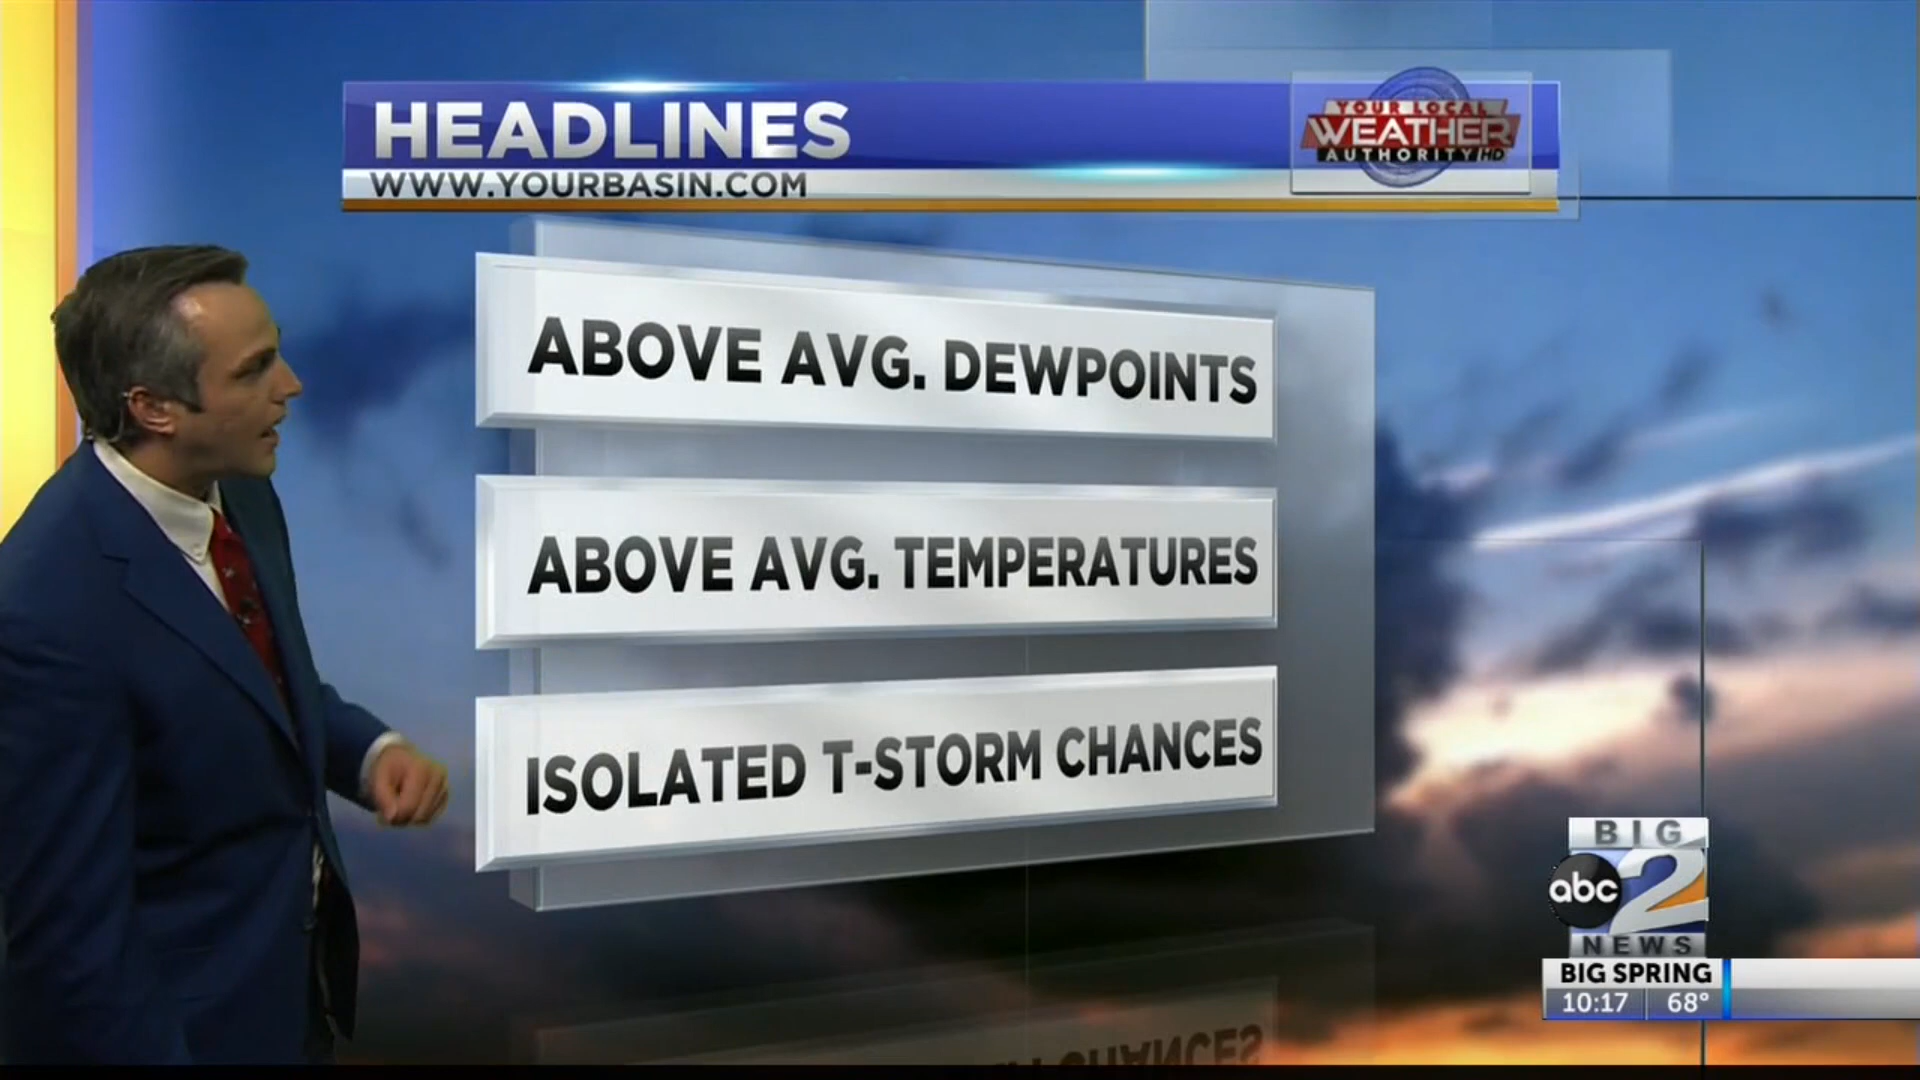 HEADLINES
WWW.YOURBASIN.COM
YOUR LOCAL
WEATHER
AUTHORITY HD
ABOVE AVG. DEWPOINTS
ABOVE AVG. TEMPERATURES
ISOLATED T-STORM CHANCES
BIG
abc 2
NEWS
BIG SPRING
10:17 68°
CHANCES